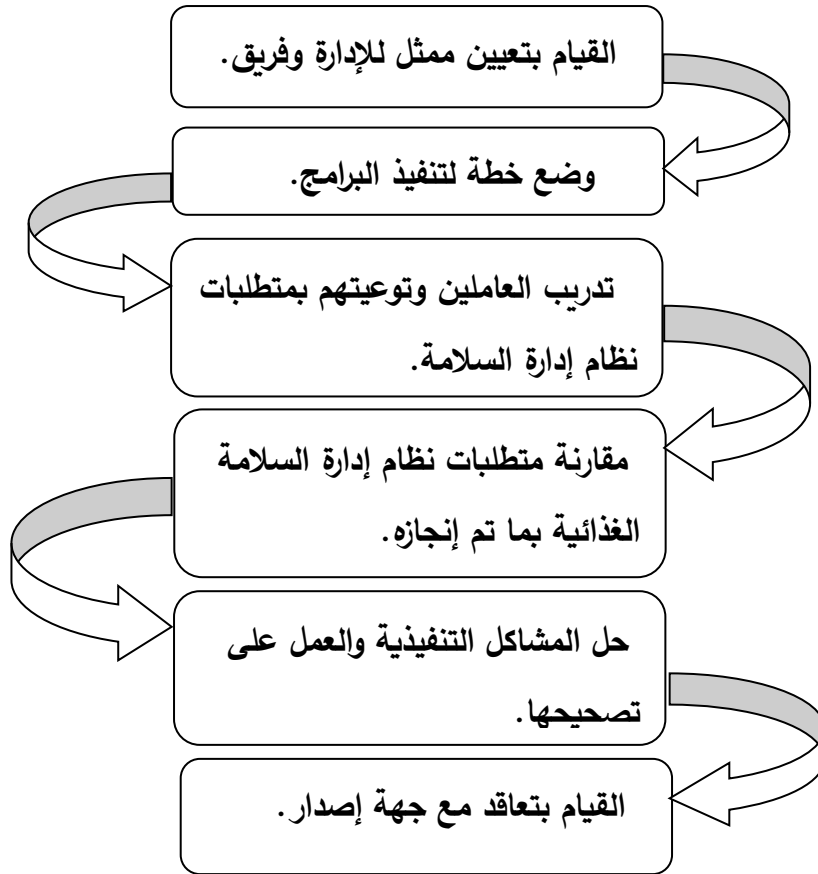 القيام بتعيين ممثل للإدارة وفريق.
وضع خطة لتنفيذ البرامج.
تدريب العاملين وتوعيتهم بمتطلبات
نظام إدارة السلامة.
مقارنة متطلبات نظام إدارة السلامة
الغذائية بما تم إنجازه.
حل المشاكل التنفيذية والعمل على
تصحيحها.
القيام بتعاقد مع جهة إصدار.